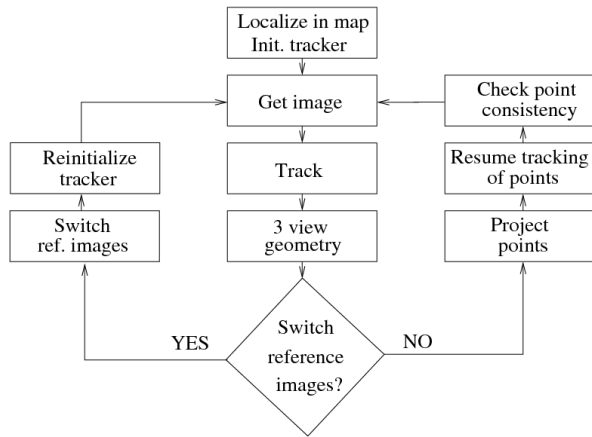 Localize in map
Init. tracker
Get image
Check point
consistency
Reinitialize
tracker
Track
Resume tracking
of points
Switch
ref. images
3 view
geometry
Project
points
YES
Switch
reference
images?
NO